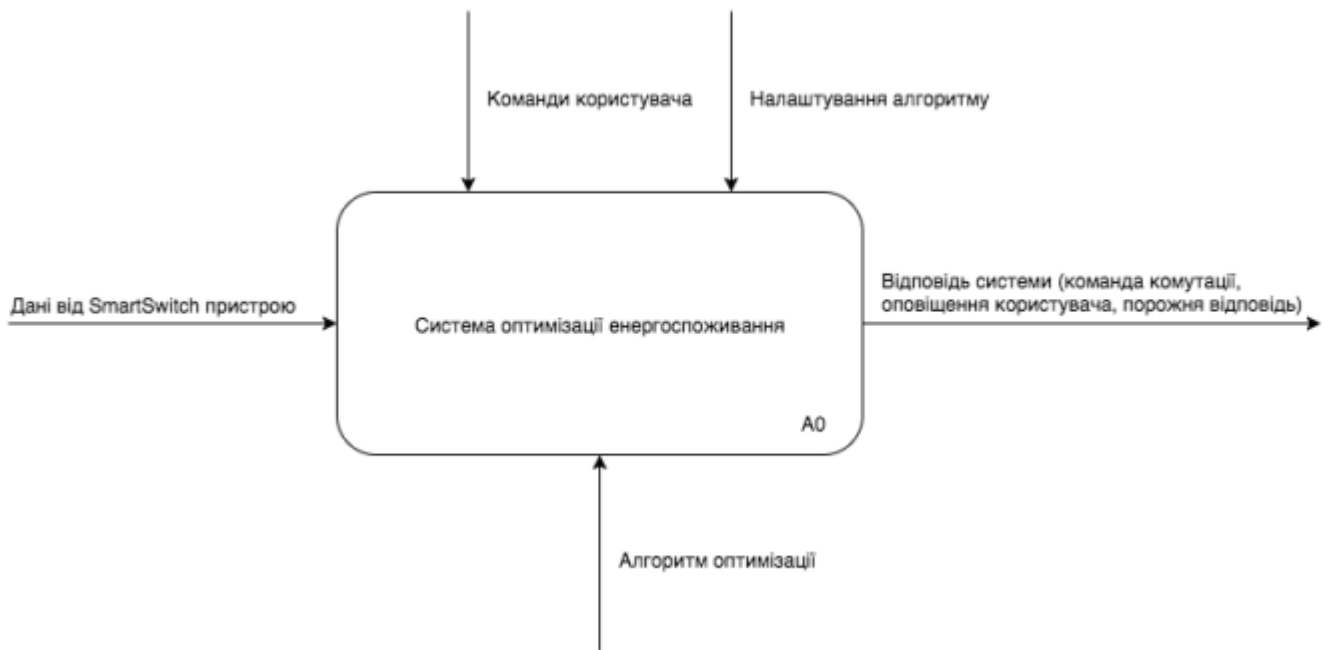 Команди користувача
Налаштування алгоритму
Дані від SmartSwitch пристрою
Система оптимізації енергоспоживання
A0
Відповідь системи (команда комутації,
оповіщення користувача, порожня відповідь)
Алгоритм оптимізації